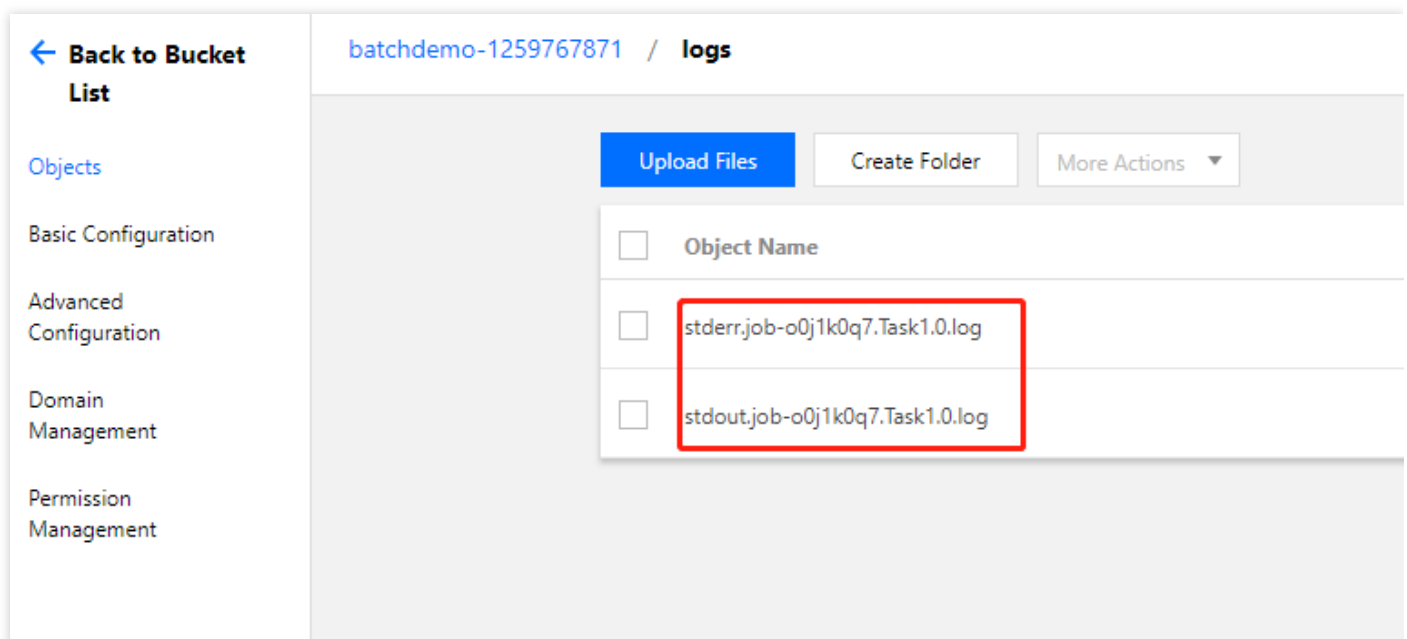 Back to Bucket
List
batchdemo-1259767871 / logs
Objects
Basic Configuration
Advanced
Configuration
Domain
Management
Permission
Management
Upload Files
Create Folder
More Actions
Object Name
stderr.job-o0j1k0q7.Task1.0.log
stdout.job-o0j1k0q7.Task1.0.log